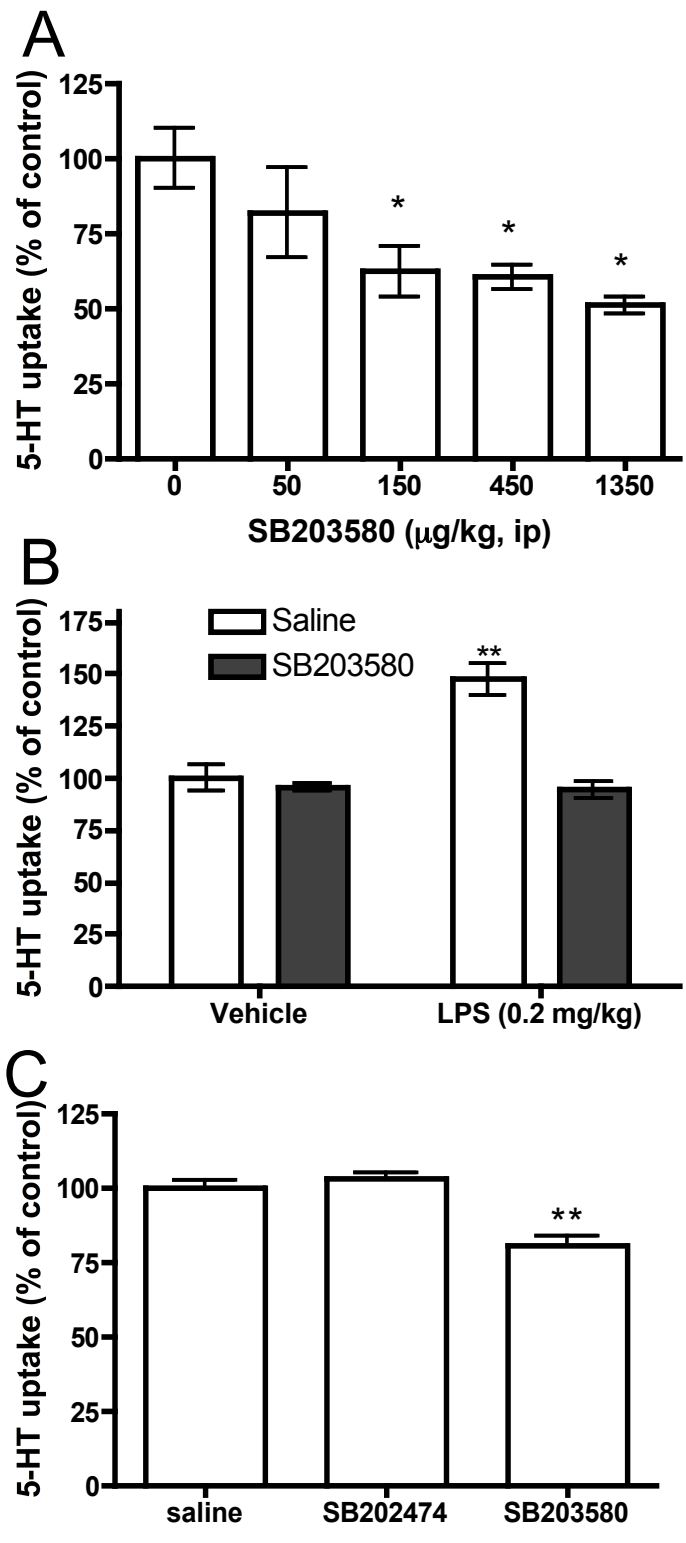 A
5-HT uptake (% of control)
125
100
75
50
25
0
*
*
*
0 50 150 450 1350
SB203580 (μg/kg, ip)
B
5-HT uptake (% of control)
175
150
125
100
75
50
25
0
Saline
SB203580
**
Vehicle LPS (0.2 mg/kg)
C
5-HT uptake (% of control)
125
100
75
50
25
0
**
saline SB202474 SB203580